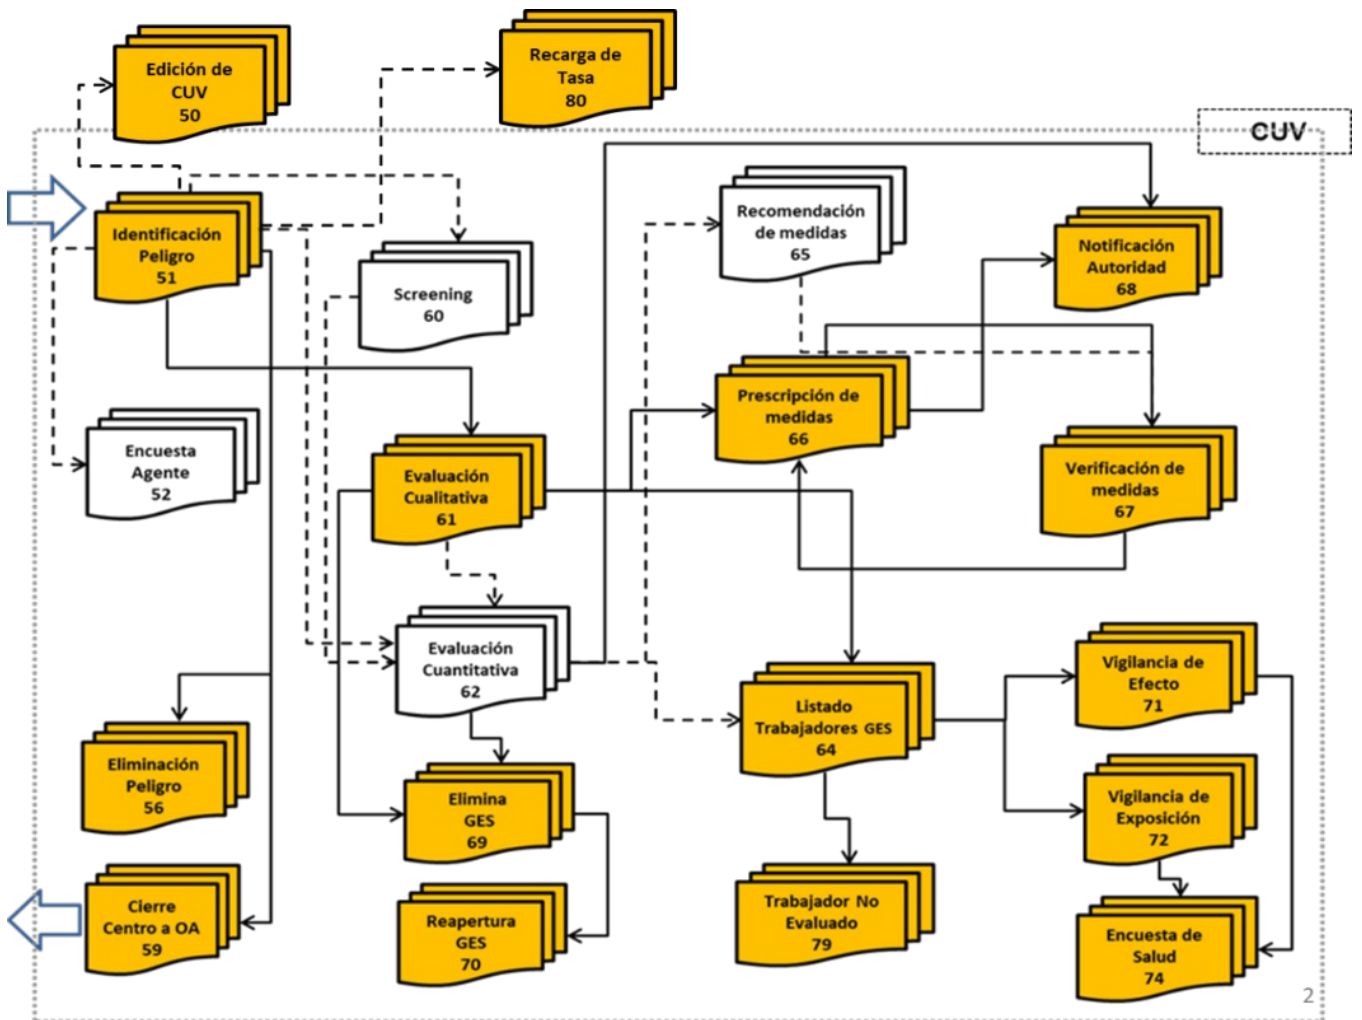 Edición de
CUV
50
Recarga de
Tasa
80
CUV
Identificación
Peligro
51
Screening
60
Recomendación
de medidas
65
Notificación
Autoridad
68
Encuesta
Agente
52
Evaluación
Cualitativa
61
Prescripción de
medidas
66
Verificación de
medidas
67
Evaluación
Cuantitativa
62
Listado
Trabajadores GES
64
Vigilancia de
Efecto
71
Eliminación
Peligro
56
Elimina
GES
69
Vigilancia de
Exposición
72
Cierre
Centro a OA
59
Reapertura
GES
70
Trabajador No
Evaluado
79
Encuesta de
Salud
74
2